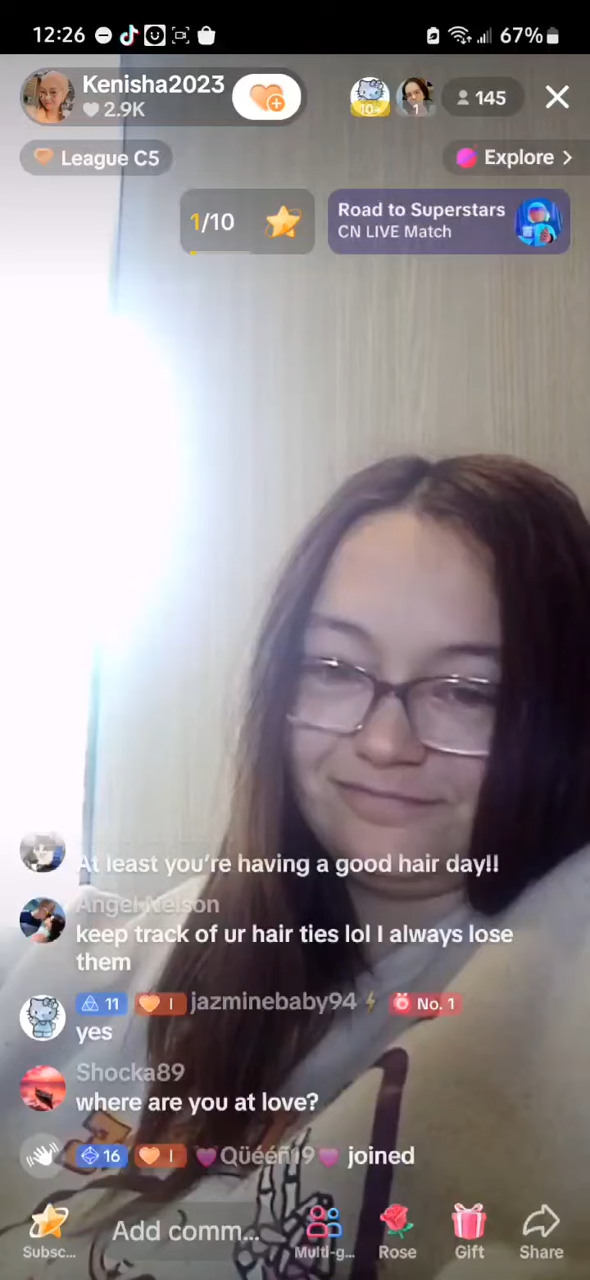 12:26
67%
Kenisha2023
2.9K
10+
1
145
League C5
Explore >
1/10
Road to Superstars
CN LIVE Match
At least you’re having a good hair day!!
Angel Nelson
keep track of ur hair ties lol I always lose
them
11
I
jazminebaby94
No. 1
yes
Shocka89
where are you at love?
16
I
Qüééñ19 joined
Subsc...
Add comm...
Multi-g...
Rose
Gift
Share